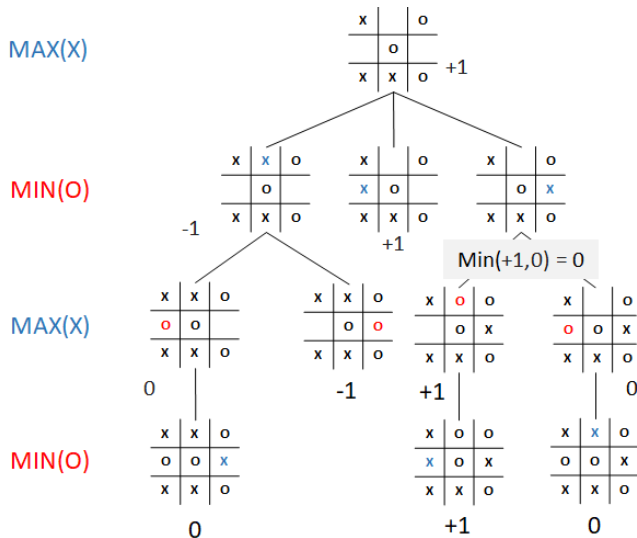 x o
MAX(X)
o
x x o +1
x x o x o x o
MIN(O)
o x o o x
x x o x x o x x o
-1
+1
Min(+1,0) = 0
x x o x x o x o o x o
MAX(X)
o o o o o x o o x
x x o x x o x x o x x o
0 -1 +1 0
x x o x o o x x o
MIN(O)
o o x x o x o o x
x x o x x o x x o
0 +1 0